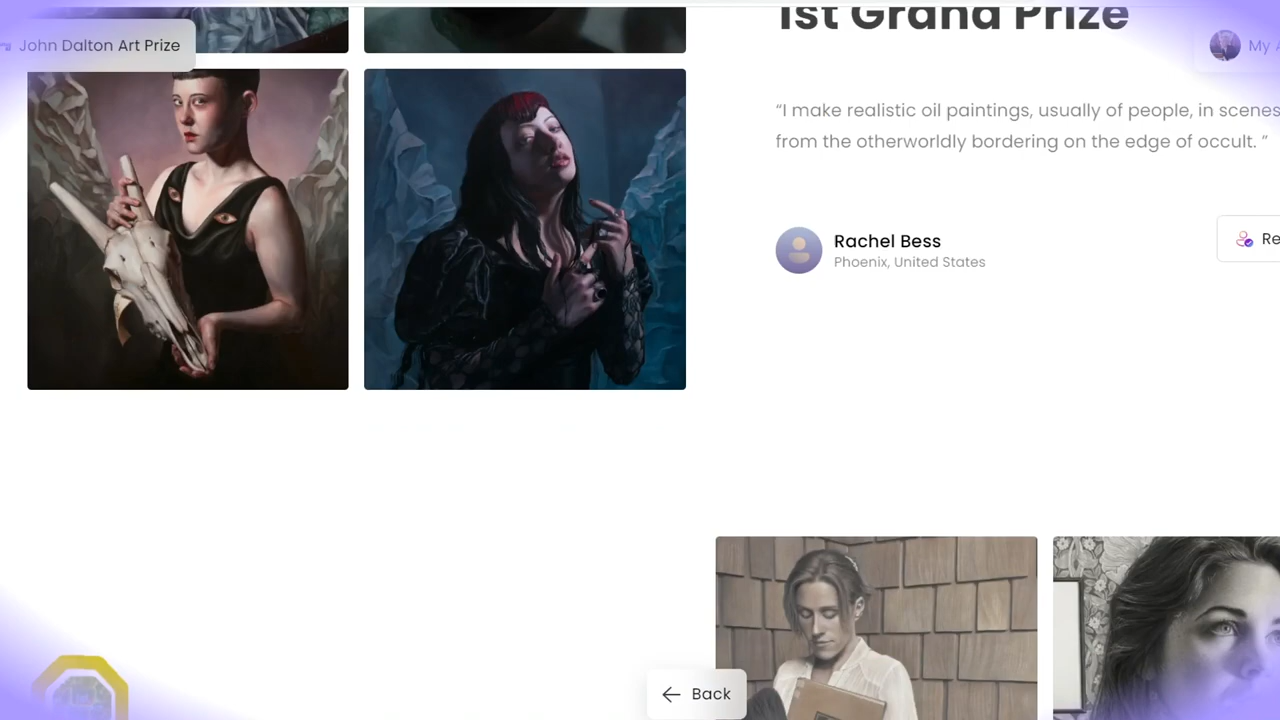 1st Grand Prize
John Dalton Art Prize
My
“I make realistic oil paintings, usually of people, in scenes
from the otherworldly bordering on the edge of occult. ”
Rachel Bess
Phoenix, United States
Back